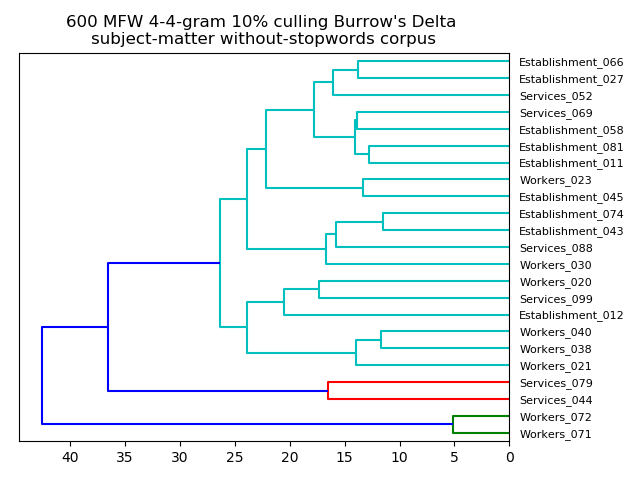 600 MFW 4-4-gram 10% culling Burrow's Delta
subject-matter without-stopwords corpus
Establishment_066
Establishment_027
Services_052
Services_069
Establishment_058
Establishment_081
Establishment_011
Workers_023
Establishment_045
Establishment_074
Establishment_043
Services_088
Workers_030
Workers_020
Services_099
Establishment_012
Workers_040
Workers_038
Workers_021
Services_079
Services_044
Workers_072
Workers_071
40 35 30 25 20 15 10 5 0